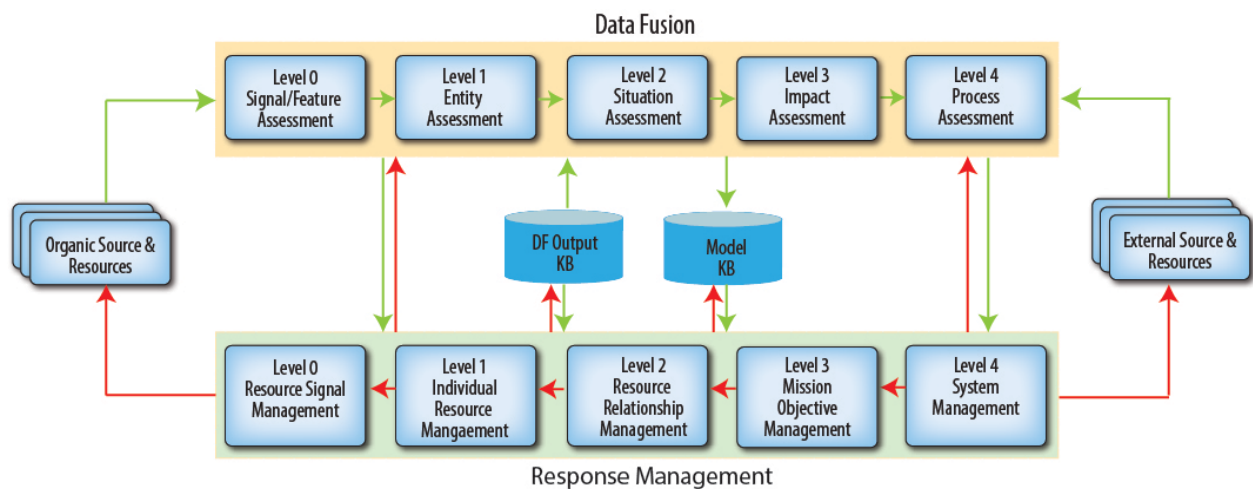 Data Fusion
Level 0
Signal/Feature
Assessment
Level 1
Entity
Assessment
Level 2
Situation
Assessment
Level 3
Impact
Assessment
Level 4
Process
Assessment
Organic Source &
Resources
DF Output
KB
Model
KB
External Source &
Resources
Level 0
Resource Signal
Management
Level 1
Individual
Resource
Mangaement
Level 2
Resource
Relationship
Management
Level 3
Mission
Objective
Management
Level 4
System
Management
Response Management